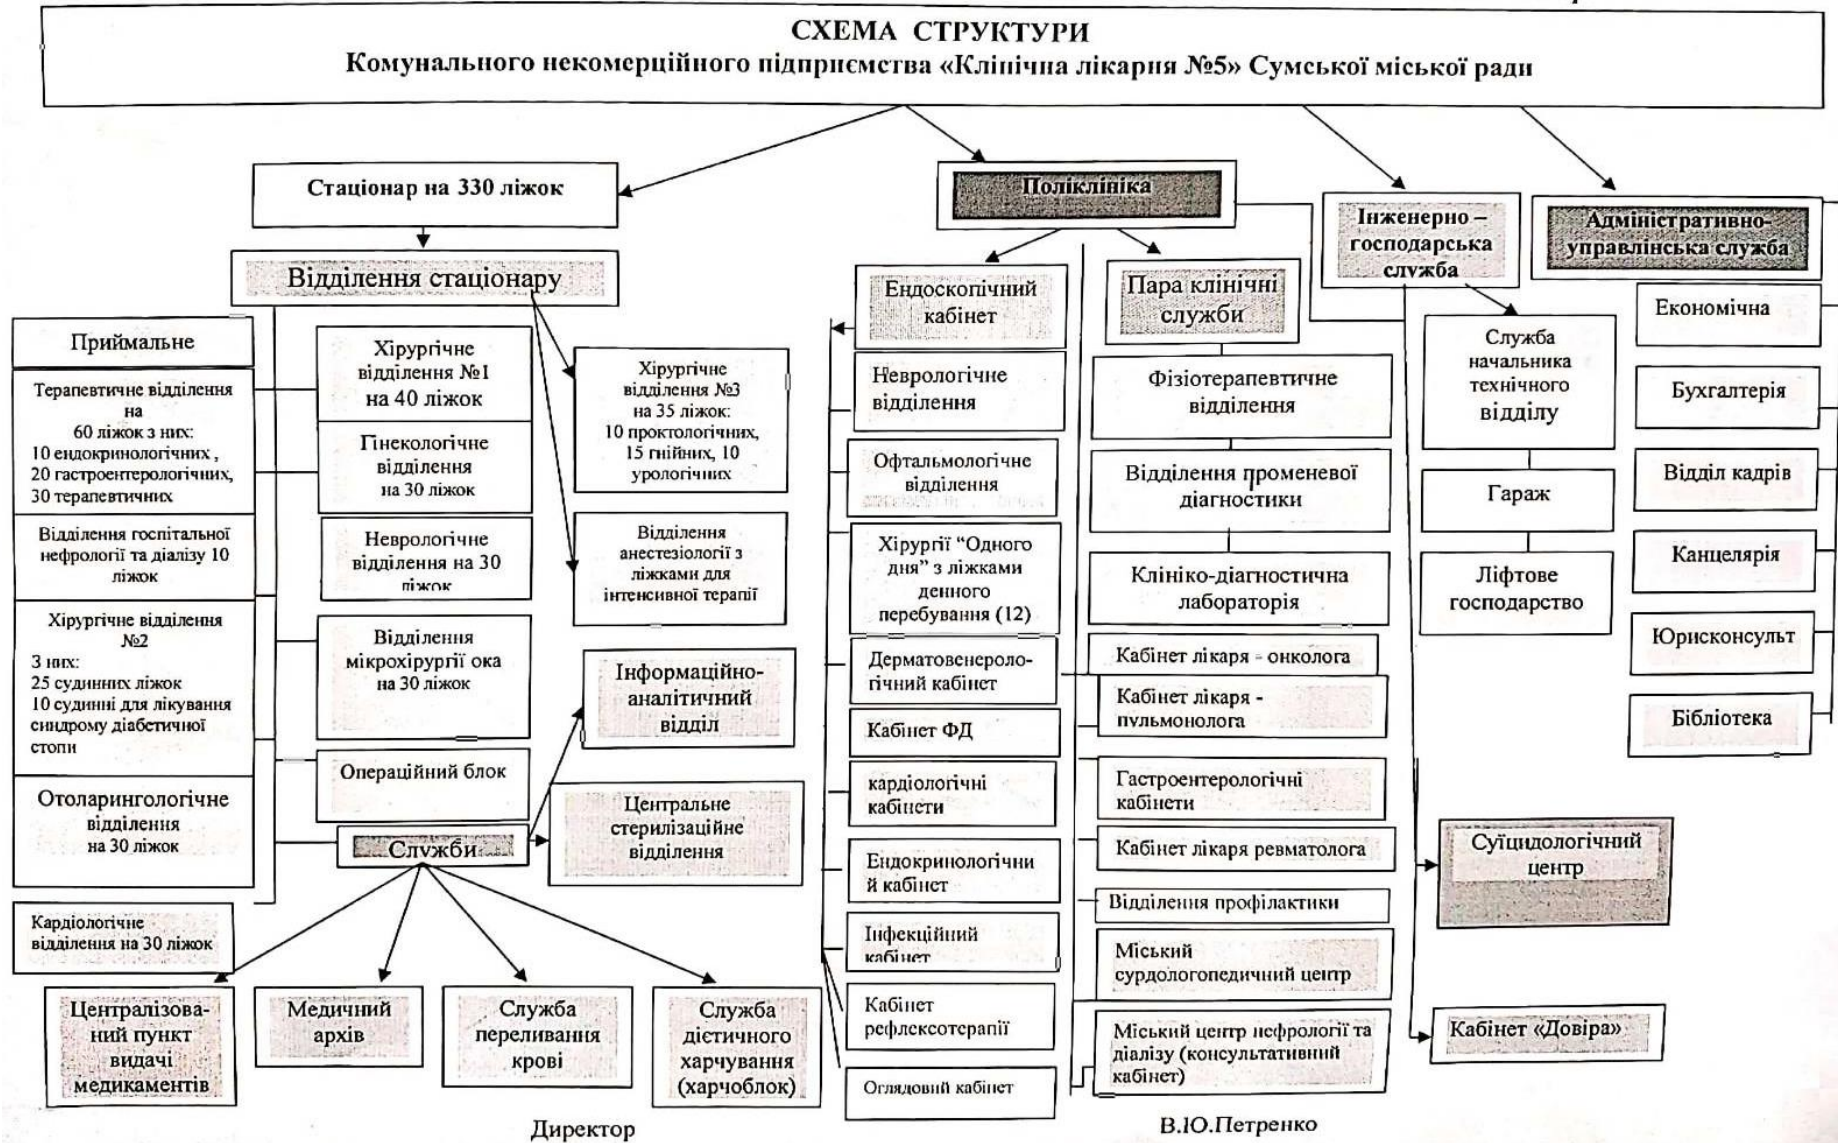 СХЕМА СТРУКТУРИ
Комунального некомерційного підприємства «Клінічна лікарня №5» Сумської міської ради
Стаціонар на 330 ліжок
Відділення стаціонару
Приймальне
Терапевтичне відділення
на
60 ліжок з них:
10 ендокринологічних ,
20 гастроентерологічних,
30 терапевтичних
Відділення госпітальної
нефрології та діалізу 10
ліжок
Хірургічне відділення
№2
З них:
25 судинних ліжок
10 судинні для лікування
синдрому діабетичної
стопи
Отоларингологічне
відділення
на 30 ліжок
Кардіологічне
відділення на 30 ліжок
Хірургічне
відділення №1
на 40 ліжок
Гінекологічне
відділення
на 30 ліжок
Неврологічне
відділення на 30
ліжок
Відділення
мікрохірургії ока
на 30 ліжок
Операційний блок
Служби
Хірургічне
відділення №3
на 35 ліжок:
10 проктологічних,
15 гнійних, 10
урологічних
Відділення
анестезіології з
ліжками для
інтенсивної терапії
Інформаційно-
аналітичний
відділ
Центральне
стерилізаційне
відділення
Централізова-
ний пункт
видачі
медикаментів
Медичний
архів
Служба
переливання
крові
Служба
дієтичного
харчування
(харчоблок)
Поліклініка
Ендоскопічний
кабінет
Неврологічне
відділення
Офтальмологічне
відділення
Хірургії “Одного
дня” з ліжками
денного
перебування (12)
Дерматовенероло-
гічний кабінет
Кабінет ФД
кардіологічні
кабінети
Ендокринологічни
й кабінет
Інфекційний
кабінет
Кабінет
рефлексотерапії
Оглядовий кабінет
Пара клінічні
служби
Фізіотерапевтичне
відділення
Відділення променевої
діагностики
Клініко-діагностична
лабораторія
Кабінет лікаря - онколога
Кабінет лікаря -
пульмонолога
Гастроентерологічні
кабінети
Кабінет лікаря ревматолога
Відділення профілактики
Міський
сурдологопедичний центр
Міський центр нефрології та
діалізу (консультативний
кабінет)
Інженерно –
господарська
служба
Служба
начальника
технічного
відділу
Гараж
Ліфтове
господарство
Суїцидологічний
центр
Кабінет «Довіра»
Адміністративно-
управлінська служба
Економічна
Бухгалтерія
Відділ кадрів
Канцелярія
Юрисконсульт
Бібліотека
Директор
В.Ю.Петренко